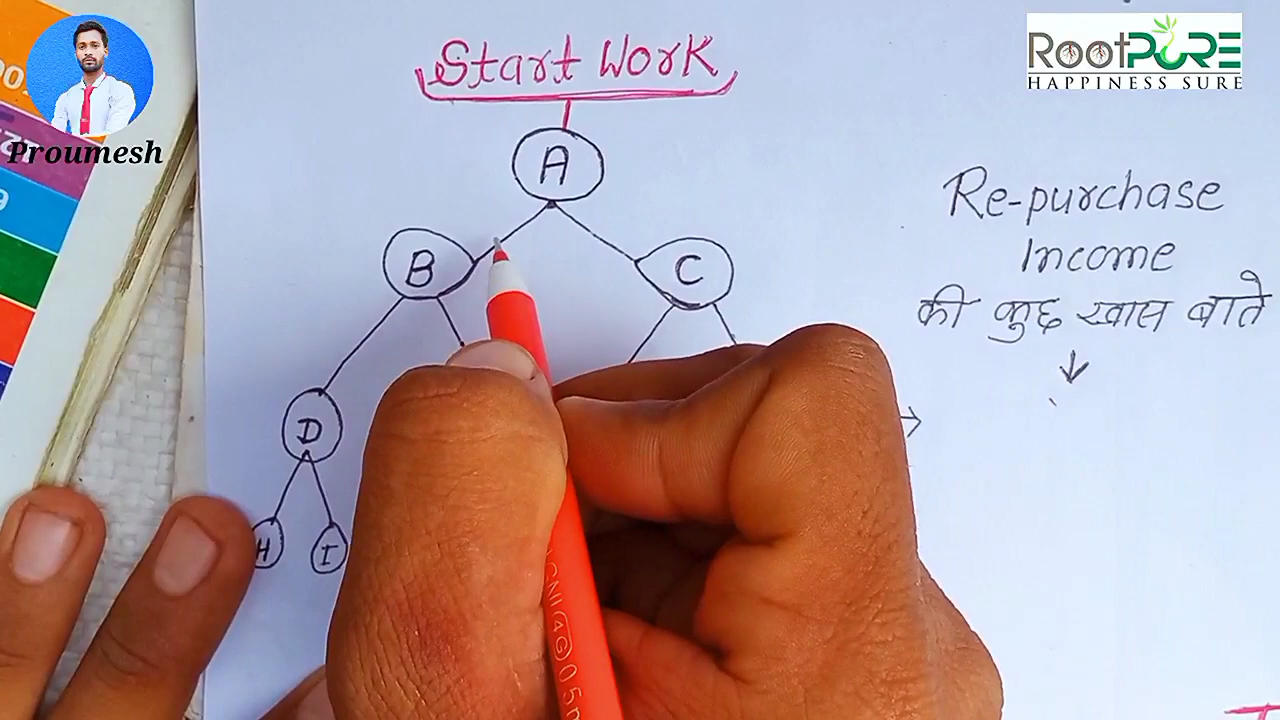 Start Work
RootPURE
HAPPINESS SURE
Proumesh
A
B
C
D
H
I
Re-purchase
Income
की कुछ खास बाते